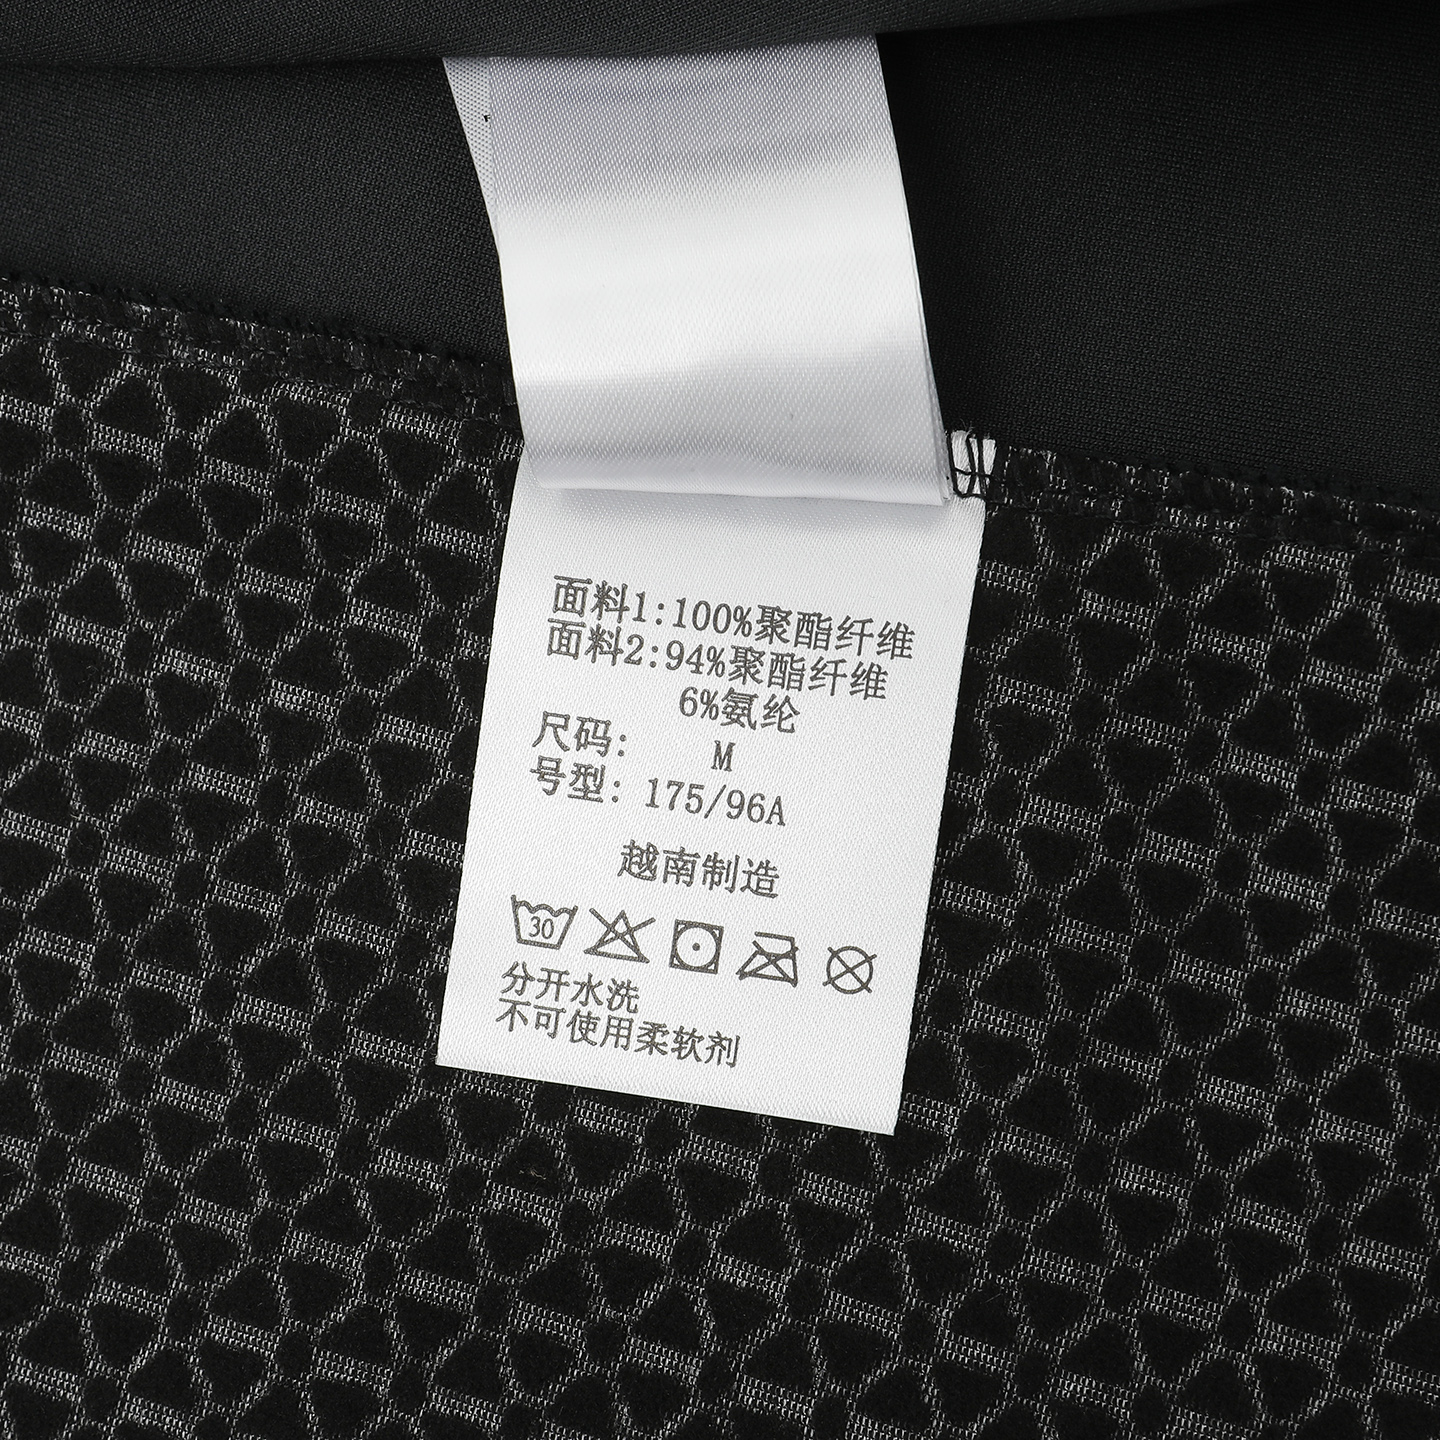 面料1:100%聚酯纤维
面料2:94%聚酯纤维
6%氨纶
尺码: M
号型: 175/96A
越南制造
30
分开水洗
不可使用柔软剂